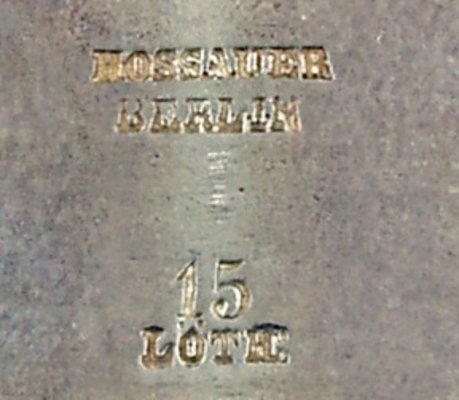 HOSSAUER
BERLIN
15
LÖTH: